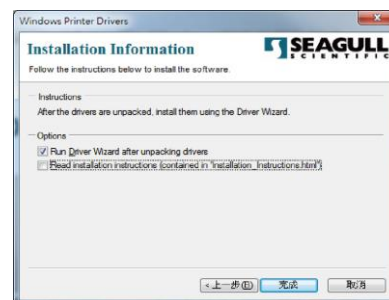 Windows Printer Drivers
Installation Information
SEAGULL
SCIENTIFIC
Follow the instructions below to install the software.
Instructions
After the drivers are unpacked, install them using the Driver Wizard.
Options
Run Driver Wizard after unpacking drivers
Read installation instructions (contained in "Installation_Instructions.html")
<上一步(B) 完成 取消